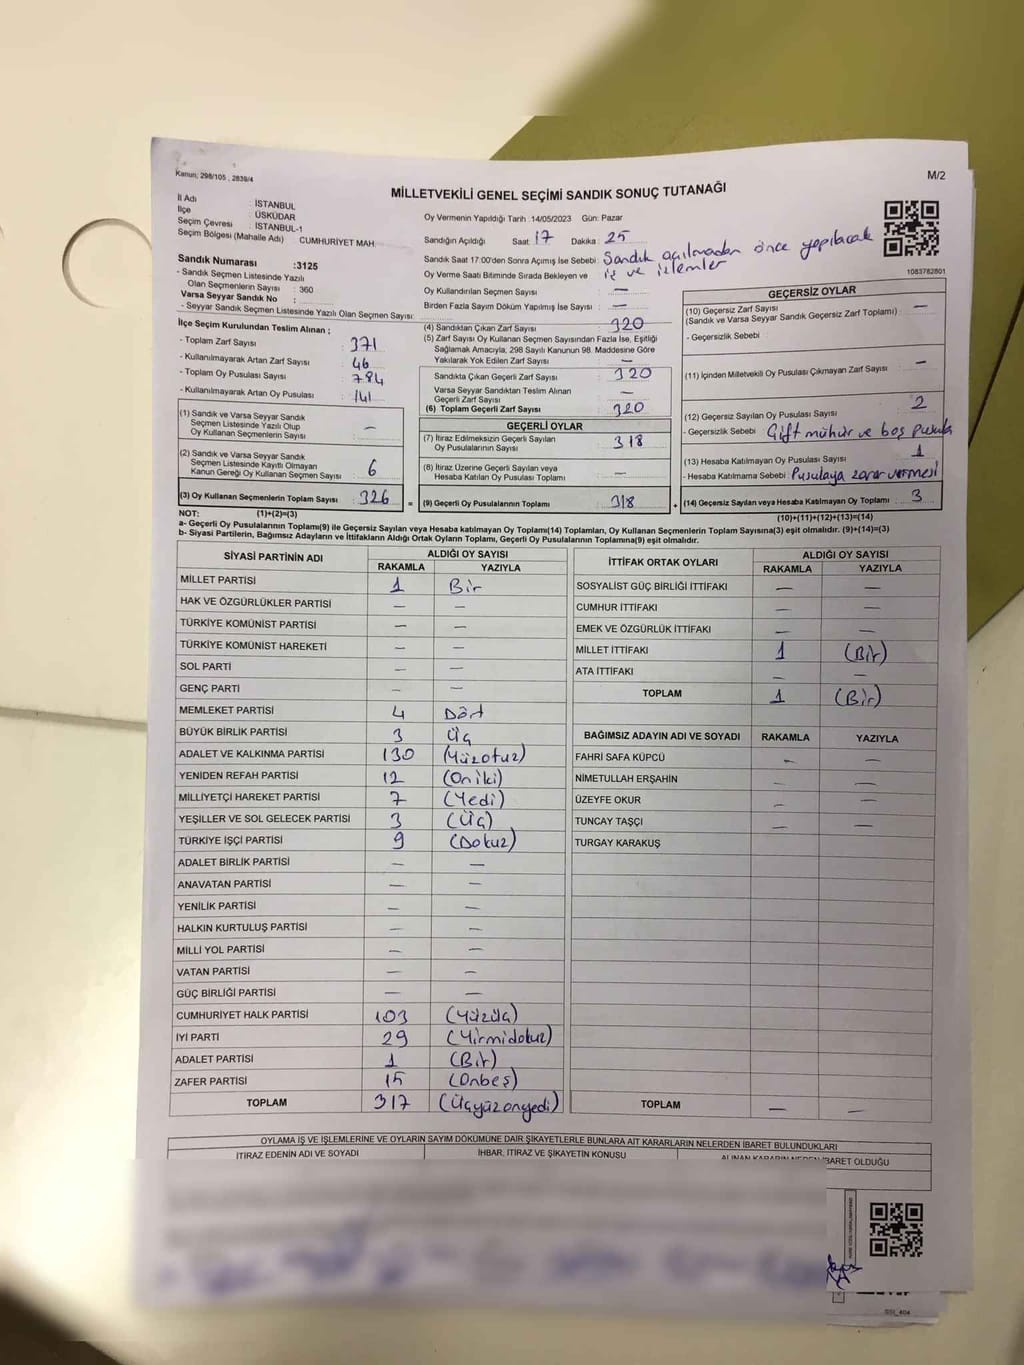 Kanun; 298/105 , 2839/4
M/2
MİLLETVEKİLİ GENEL SEÇİMİ SANDIK SONUÇ TUTANAĞI
İl Adı : İSTANBUL
İlçe : ÜSKÜDAR
Seçim Çevresi : İSTANBUL-1
Seçim Bölgesi (Mahalle Adı) CUMHURİYET MAH.
Sandık Numarası :3125
- Sandık Seçmen Listesinde Yazılı
Olan Seçmenlerin Sayısı : 360
Varsa Seyyar Sandık No :
- Seyyar Sandık Seçmen Listesinde Yazılı Olan Seçmen Sayısı:
Oy Vermenin Yapıldığı Tarih :14/05/2023 Gün: Pazar
Sandığın Açıldığı Saat 17 Dakika : 25
Sandık Saat 17:00'den Sonra Açımış İse Sebebi: Sandık açılmadan önce yapılacak
iş ve işlemler
Oy Verme Saati Bitiminde Sırada Bekleyen ve
Oy Kullandırılan Seçmen Sayısı : —
Birden Fazla Sayım Döküm Yapılmış İse Sayısı : —
1083782801
İlçe Seçim Kurulundan Teslim Alınan ;
- Toplam Zarf Sayısı : 371
- Kullanılmayarak Artan Zarf Sayısı : 46
- Toplam Oy Pusulası Sayısı : 784
- Kullanılmayarak Artan Oy Pusulası : 141
(1) Sandık ve Varsa Seyyar Sandık
Seçmen Listesinde Yazılı Olup
Oy Kullanan Seçmenlerin Sayısı : —
(2) Sandık ve Varsa Seyyar Sandık
Seçmen Listesinde Kayıtlı Olmayan
Kanun Gereği Oy Kullanan Seçmen Sayısı : 6
(3) Oy Kullanan Seçmenlerin Toplam Sayısı : 326
(4) Sandıktan Çıkan Zarf Sayısı : 320
(5) Zarf Sayısı Oy Kullanan Seçmen Sayısından Fazla İse, Eşitliği
Sağlamak Amacıyla, 298 Sayılı Kanunun 98. Maddesine Göre
Yakılarak Yok Edilen Zarf Sayısı : —
Sandıkta Çıkan Geçerli Zarf Sayısı : 320
Varsa Seyyar Sandıktan Teslim Alınan
Geçerli Zarf Sayısı : —
(6) Toplam Geçerli Zarf Sayısı : 320
GEÇERLİ OYLAR
(7) İtiraz Edilmeksizin Geçerli Sayılan
Oy Pusulalarının Sayısı : 318
(8) İtiraz Üzerine Geçerli Sayılan veya
Hesaba Katılan Oy Pusulası Toplamı : —
= (9) Geçerli Oy Pusulalarının Toplamı : 318
GEÇERSİZ OYLAR
(10) Geçersiz Zarf Sayısı
(Sandık ve Varsa Seyyar Sandık Geçersiz Zarf Toplamı) : —
- Geçersizlik Sebebi
(11) İçinden Milletvekili Oy Pusulası Çıkmayan Zarf Sayısı : —
(12) Geçersiz Sayılan Oy Pusulası Sayısı : 2
- Geçersizlik Sebebi : Çift mühür ve boş pusula
(13) Hesaba Katılmayan Oy Pusulası Sayısı : 1
- Hesaba Katılmama Sebebi : Pusulaya zarar vermesi
+ (14) Geçersiz Sayılan veya Hesaba Katılmayan Oy Toplamı : 3
NOT: (1)+(2)=(3)
(10)+(11)+(12)+(13)=(14)
a- Geçerli Oy Pusulalarının Toplamı(9) ile Geçersiz Sayılan veya Hesaba katılmayan Oy Toplam(14) Toplamları, Oy Kullanan Seçmenlerin Toplam Sayısına(3) eşit olmalıdır. (9)+(14)=(3)
b- Siyasi Partilerin, Bağımsız Adayların ve İttifakların Aldığı Ortak Oyların Toplamı, Geçerli Oy Pusulalarının Toplamına(9) eşit olmalıdır.
SİYASİ PARTİNİN ADI ALDIĞI OY SAYISI
RAKAMLA YAZIYLA
MİLLET PARTİSİ 1 Bir
HAK VE ÖZGÜRLÜKLER PARTİSİ — —
TÜRKİYE KOMÜNİST PARTİSİ — —
TÜRKİYE KOMÜNİST HAREKETİ — —
SOL PARTİ — —
GENÇ PARTİ — —
MEMLEKET PARTİSİ 4 Dört
BÜYÜK BİRLİK PARTİSİ 3 Üç
ADALET VE KALKINMA PARTİSİ 130 (Yüzotuz)
YENİDEN REFAH PARTİSİ 12 (Oniki)
MİLLİYETÇİ HAREKET PARTİSİ 7 (Yedi)
YEŞİLLER VE SOL GELECEK PARTİSİ 3 (Üç)
TÜRKİYE İŞÇİ PARTİSİ 9 (Dokuz)
ADALET BİRLİK PARTİSİ — —
ANAVATAN PARTİSİ — —
YENİLİK PARTİSİ — —
HALKIN KURTULUŞ PARTİSİ — —
MİLLİ YOL PARTİSİ — —
VATAN PARTİSİ — —
GÜÇ BİRLİĞİ PARTİSİ — —
CUMHURİYET HALK PARTİSİ 103 (Yüzüç)
İYİ PARTİ 29 (Yirmidokuz)
ADALET PARTİSİ 1 (Bir)
ZAFER PARTİSİ 15 (Onbeş)
TOPLAM 317 (Üçyüzonyedi)
İTTİFAK ORTAK OYLARI ALDIĞI OY SAYISI
RAKAMLA YAZIYLA
SOSYALİST GÜÇ BİRLİĞİ İTTİFAKI — —
CUMHUR İTTİFAKI — —
EMEK VE ÖZGÜRLÜK İTTİFAKI — —
MİLLET İTTİFAKI 1 (Bir)
ATA İTTİFAKI — —
TOPLAM 1 (Bir)
BAĞIMSIZ ADAYIN ADI VE SOYADI RAKAMLA YAZIYLA
FAHRİ SAFA KÜPCÜ — —
NİMETULLAH ERŞAHİN — —
ÜZEYFE OKUR — —
TUNCAY TAŞÇI — —
TURGAY KARAKUŞ
TOPLAM — —
OYLAMA İŞ VE İŞLEMLERİNE VE OYLARIN SAYIM DÖKÜMÜNE DAİR ŞİKAYETLERLE BUNLARA AİT KARARLARIN NELERDEN İBARET BULUNDUKLARI
İTİRAZ EDENİN ADI VE SOYADI İHBAR, İTİRAZ VE ŞİKAYETİN KONUSU ALINAN KARARIN NEDEN İBARET OLDUĞU
GSI_404